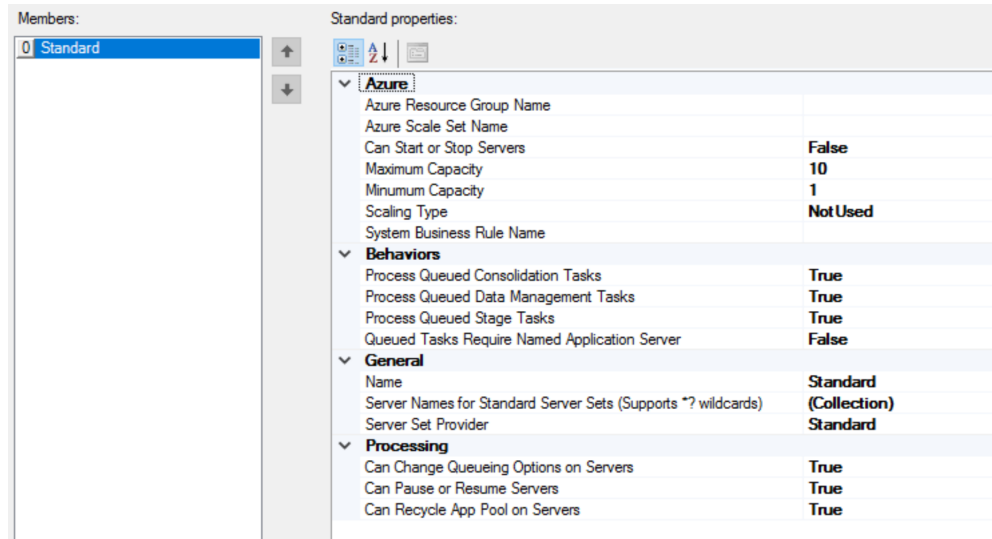 Members:
Standard properties:
0 Standard
Azure
Azure Resource Group Name
Azure Scale Set Name
Can Start or Stop Servers False
Maximum Capacity 10
Minumum Capacity 1
Scaling Type NotUsed
System Business Rule Name
Behaviors
Process Queued Consolidation Tasks True
Process Queued Data Management Tasks True
Process Queued Stage Tasks True
Queued Tasks Require Named Application Server False
General
Name Standard
Server Names for Standard Server Sets (Supports *? wildcards) (Collection)
Server Set Provider Standard
Processing
Can Change Queueing Options on Servers True
Can Pause or Resume Servers True
Can Recycle App Pool on Servers True